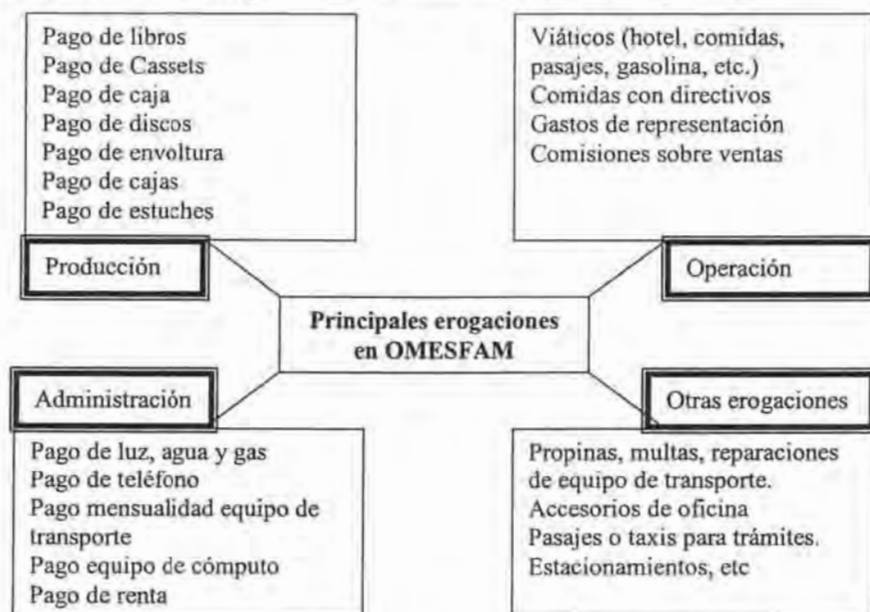 Pago de libros
Pago de Cassets
Pago de caja
Pago de discos
Pago de envoltura
Pago de cajas
Pago de estuches
Producción
Viáticos (hotel, comidas,
pasajes, gasolina, etc.)
Comidas con directivos
Gastos de representación
Comisiones sobre ventas
Operación
Principales erogaciones
en OMESFAM
Administración
Pago de luz, agua y gas
Pago de teléfono
Pago mensualidad equipo de
transporte
Pago equipo de cómputo
Pago de renta
Otras erogaciones
Propinas, multas, reparaciones
de equipo de transporte.
Accesorios de oficina
Pasajes o taxis para trámites.
Estacionamientos, etc